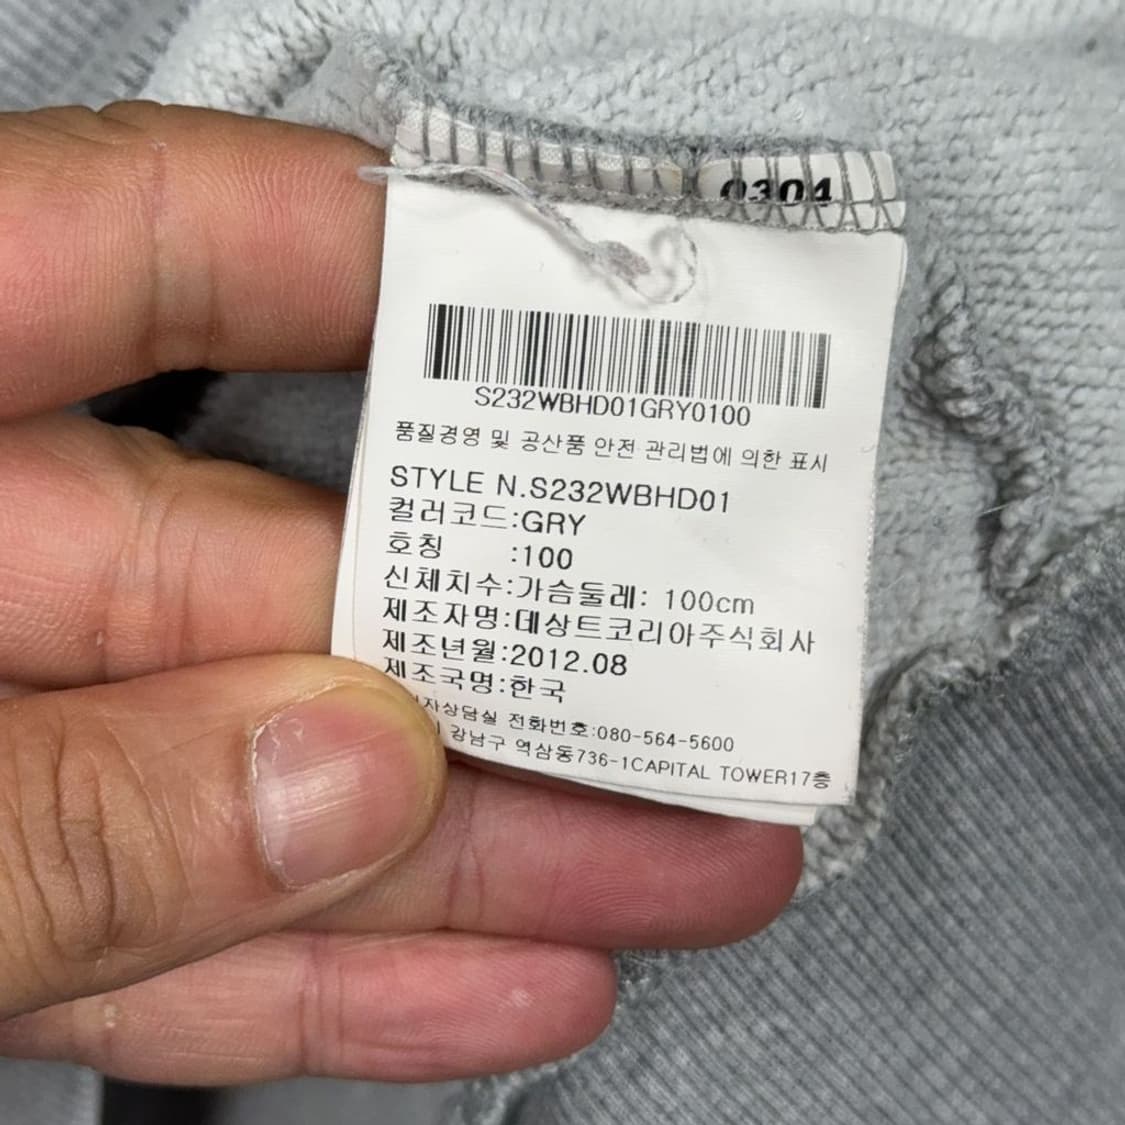 0304
S232WBHD01GRY0100
품질경영 및 공산품 안전 관리법에 의한 표시
STYLE N.S232WBHD01
컬러코드:GRY
호칭 :100
신체치수:가슴둘레: 100cm
제조자명:데상트코리아주식회사
제조년월:2012.08
제조국명:한국
자상담실 전화번호:080-564-5600
강남구 역삼동736-1CAPITAL TOWER17층